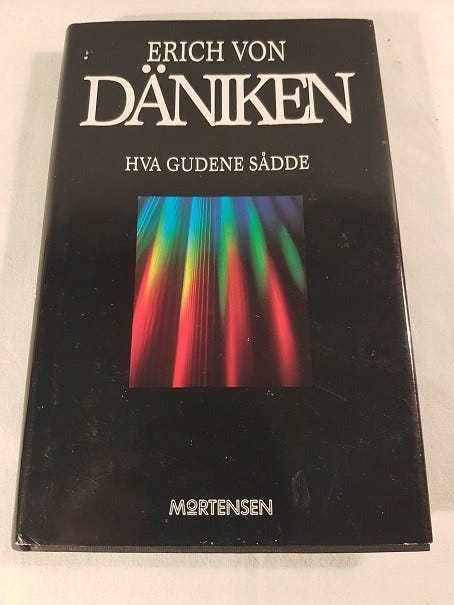 ERICH VON
DÄNIKEN
HVA GUDENE SÅDDE
MORTENSEN